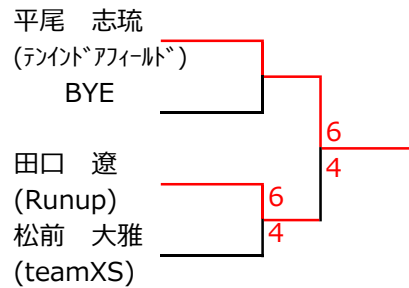 平尾　志琉
(ﾃﾝｲﾝﾄﾞｱﾌｨｰﾙﾄﾞ)
BYE
6
4
田口　遼
(Runup)
6
松前　大雅
4
(teamXS)